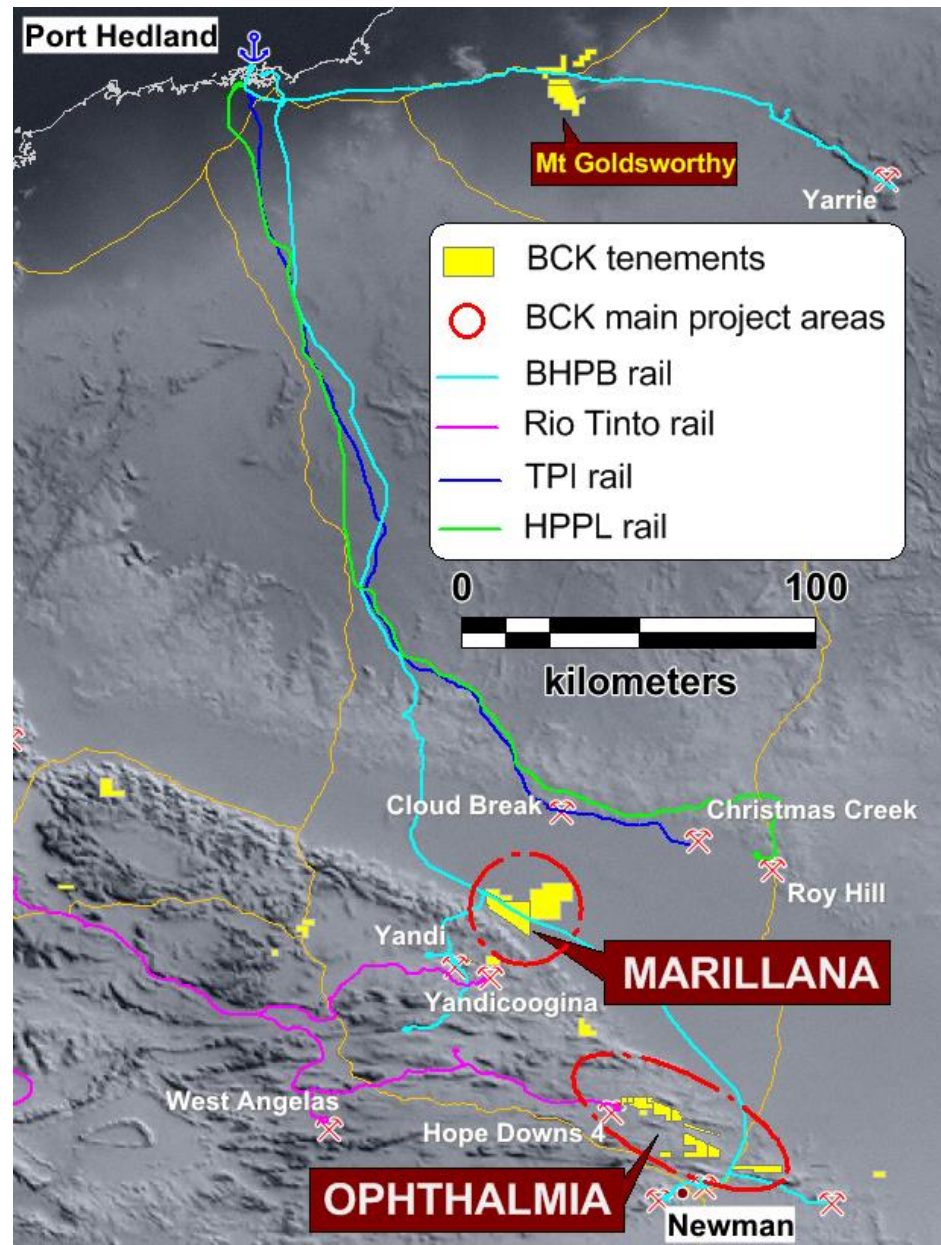 Port Hedland
Mt Goldsworthy
Yarrie
BCK tenements
BCK main project areas
BHPB rail
Rio Tinto rail
TPI rail
HPPL rail
0 100
kilometers
Cloud Break
Christmas Creek
Roy Hill
Yandi
MARILLANA
Yandicoogina
West Angelas
Hope Downs 4
OPHTHALMIA
Newman